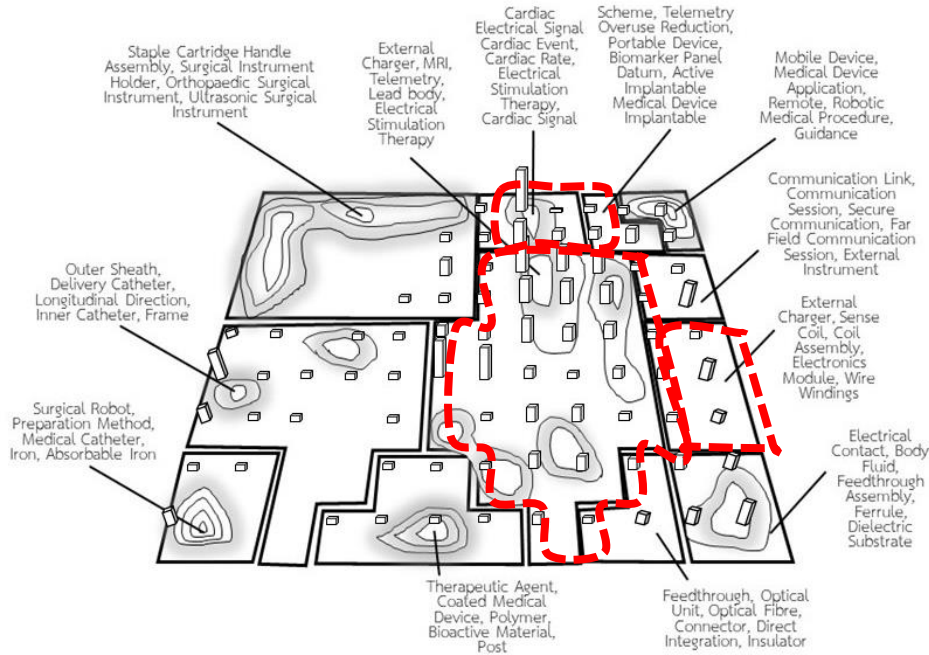 Staple Cartridge Handle
Assembly, Surgical Instrument
Holder, Orthopaedic Surgical
Instrument, Ultrasonic Surgical
Instrument
External
Charger, MRI,
Telemetry,
Lead body,
Electrical
Stimulation
Therapy
Cardiac
Electrical Signal
Cardiac Event,
Cardiac Rate,
Electrical
Stimulation
Therapy,
Cardiac Signal
Scheme, Telemetry
Overuse Reduction,
Portable Device,
Biomarker Panel
Datum, Active
Implantable
Medical Device
Implantable
Mobile Device,
Medical Device
Application,
Remote, Robotic
Medical Procedure,
Guidance
Communication Link,
Communication
Session, Secure
Communication, Far
Field Communication
Session, External
Instrument
Outer Sheath,
Delivery Catheter,
Longitudinal Direction,
Inner Catheter, Frame
External
Charger, Sense
Coil, Coil
Assembly,
Electronics
Module, Wire
Windings
Surgical Robot,
Preparation Method,
Medical Catheter,
Iron, Absorbable Iron
Electrical
Contact, Body
Fluid,
Feedthrough
Assembly,
Ferrule,
Dielectric
Substrate
Therapeutic Agent,
Coated Medical
Device, Polymer,
Bioactive Material,
Post
Feedthrough, Optical
Unit, Optical Fibre,
Connector, Direct
Integration, Insulator